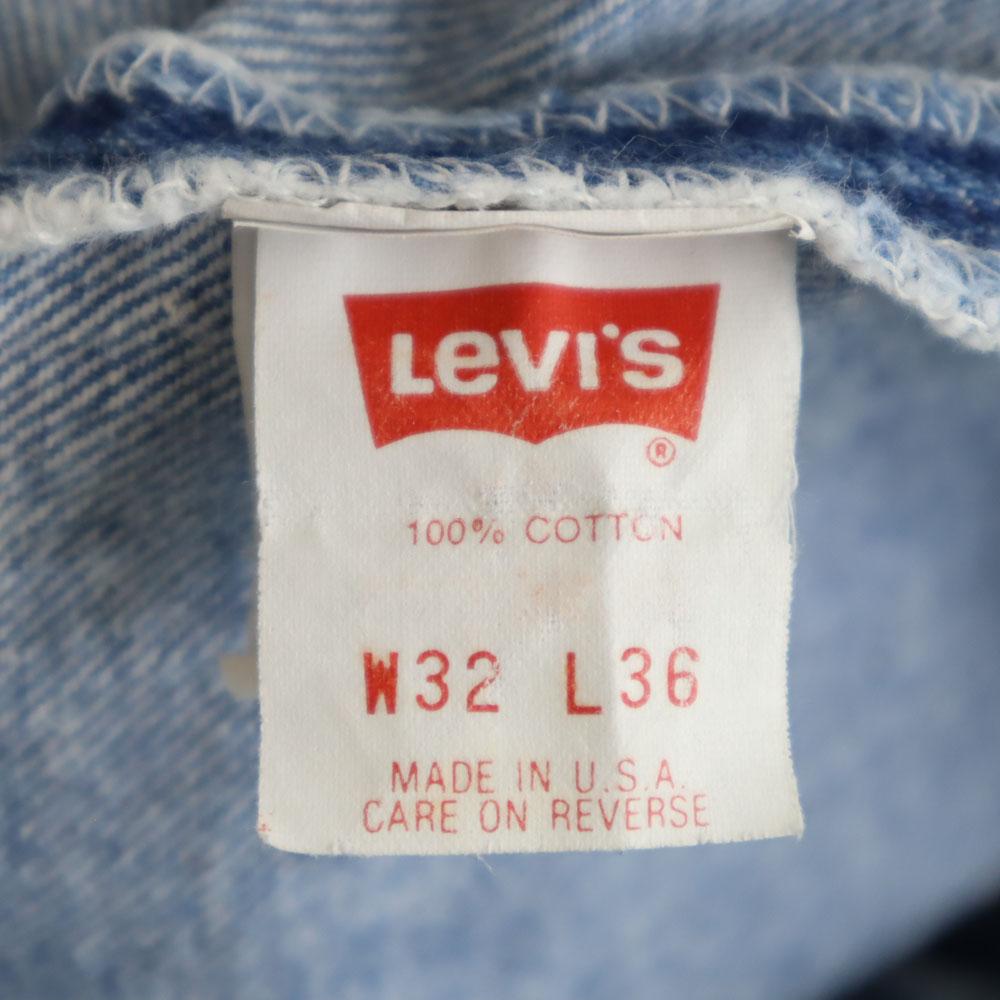 Levi's
®
100% COTTON
W32 L36
MADE IN U.S.A.
CARE ON REVERSE